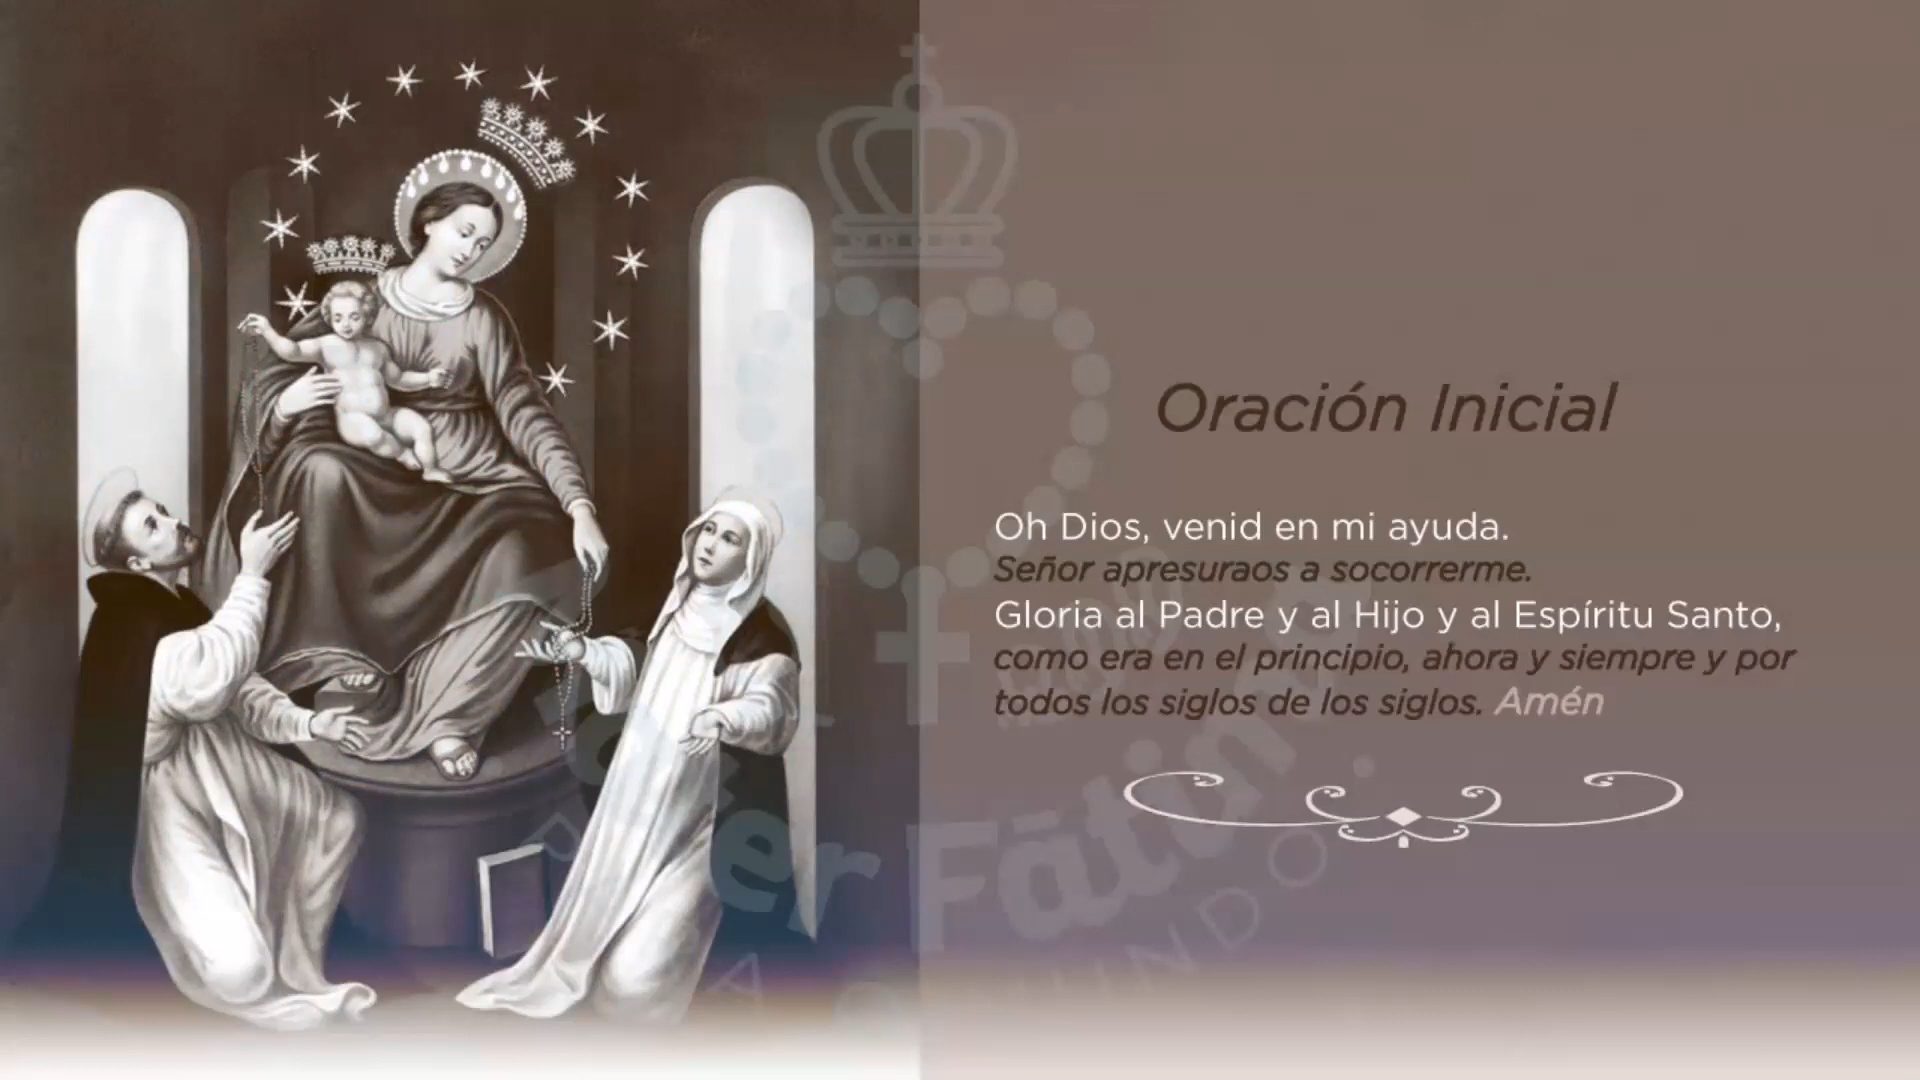 Oración Inicial
Oh Dios, venid en mi ayuda.
Señor apresuraos a socorrerme.
Gloria al Padre y al Hijo y al Espíritu Santo,
como era en el principio, ahora y siempre y por
todos los siglos de los siglos. Amén